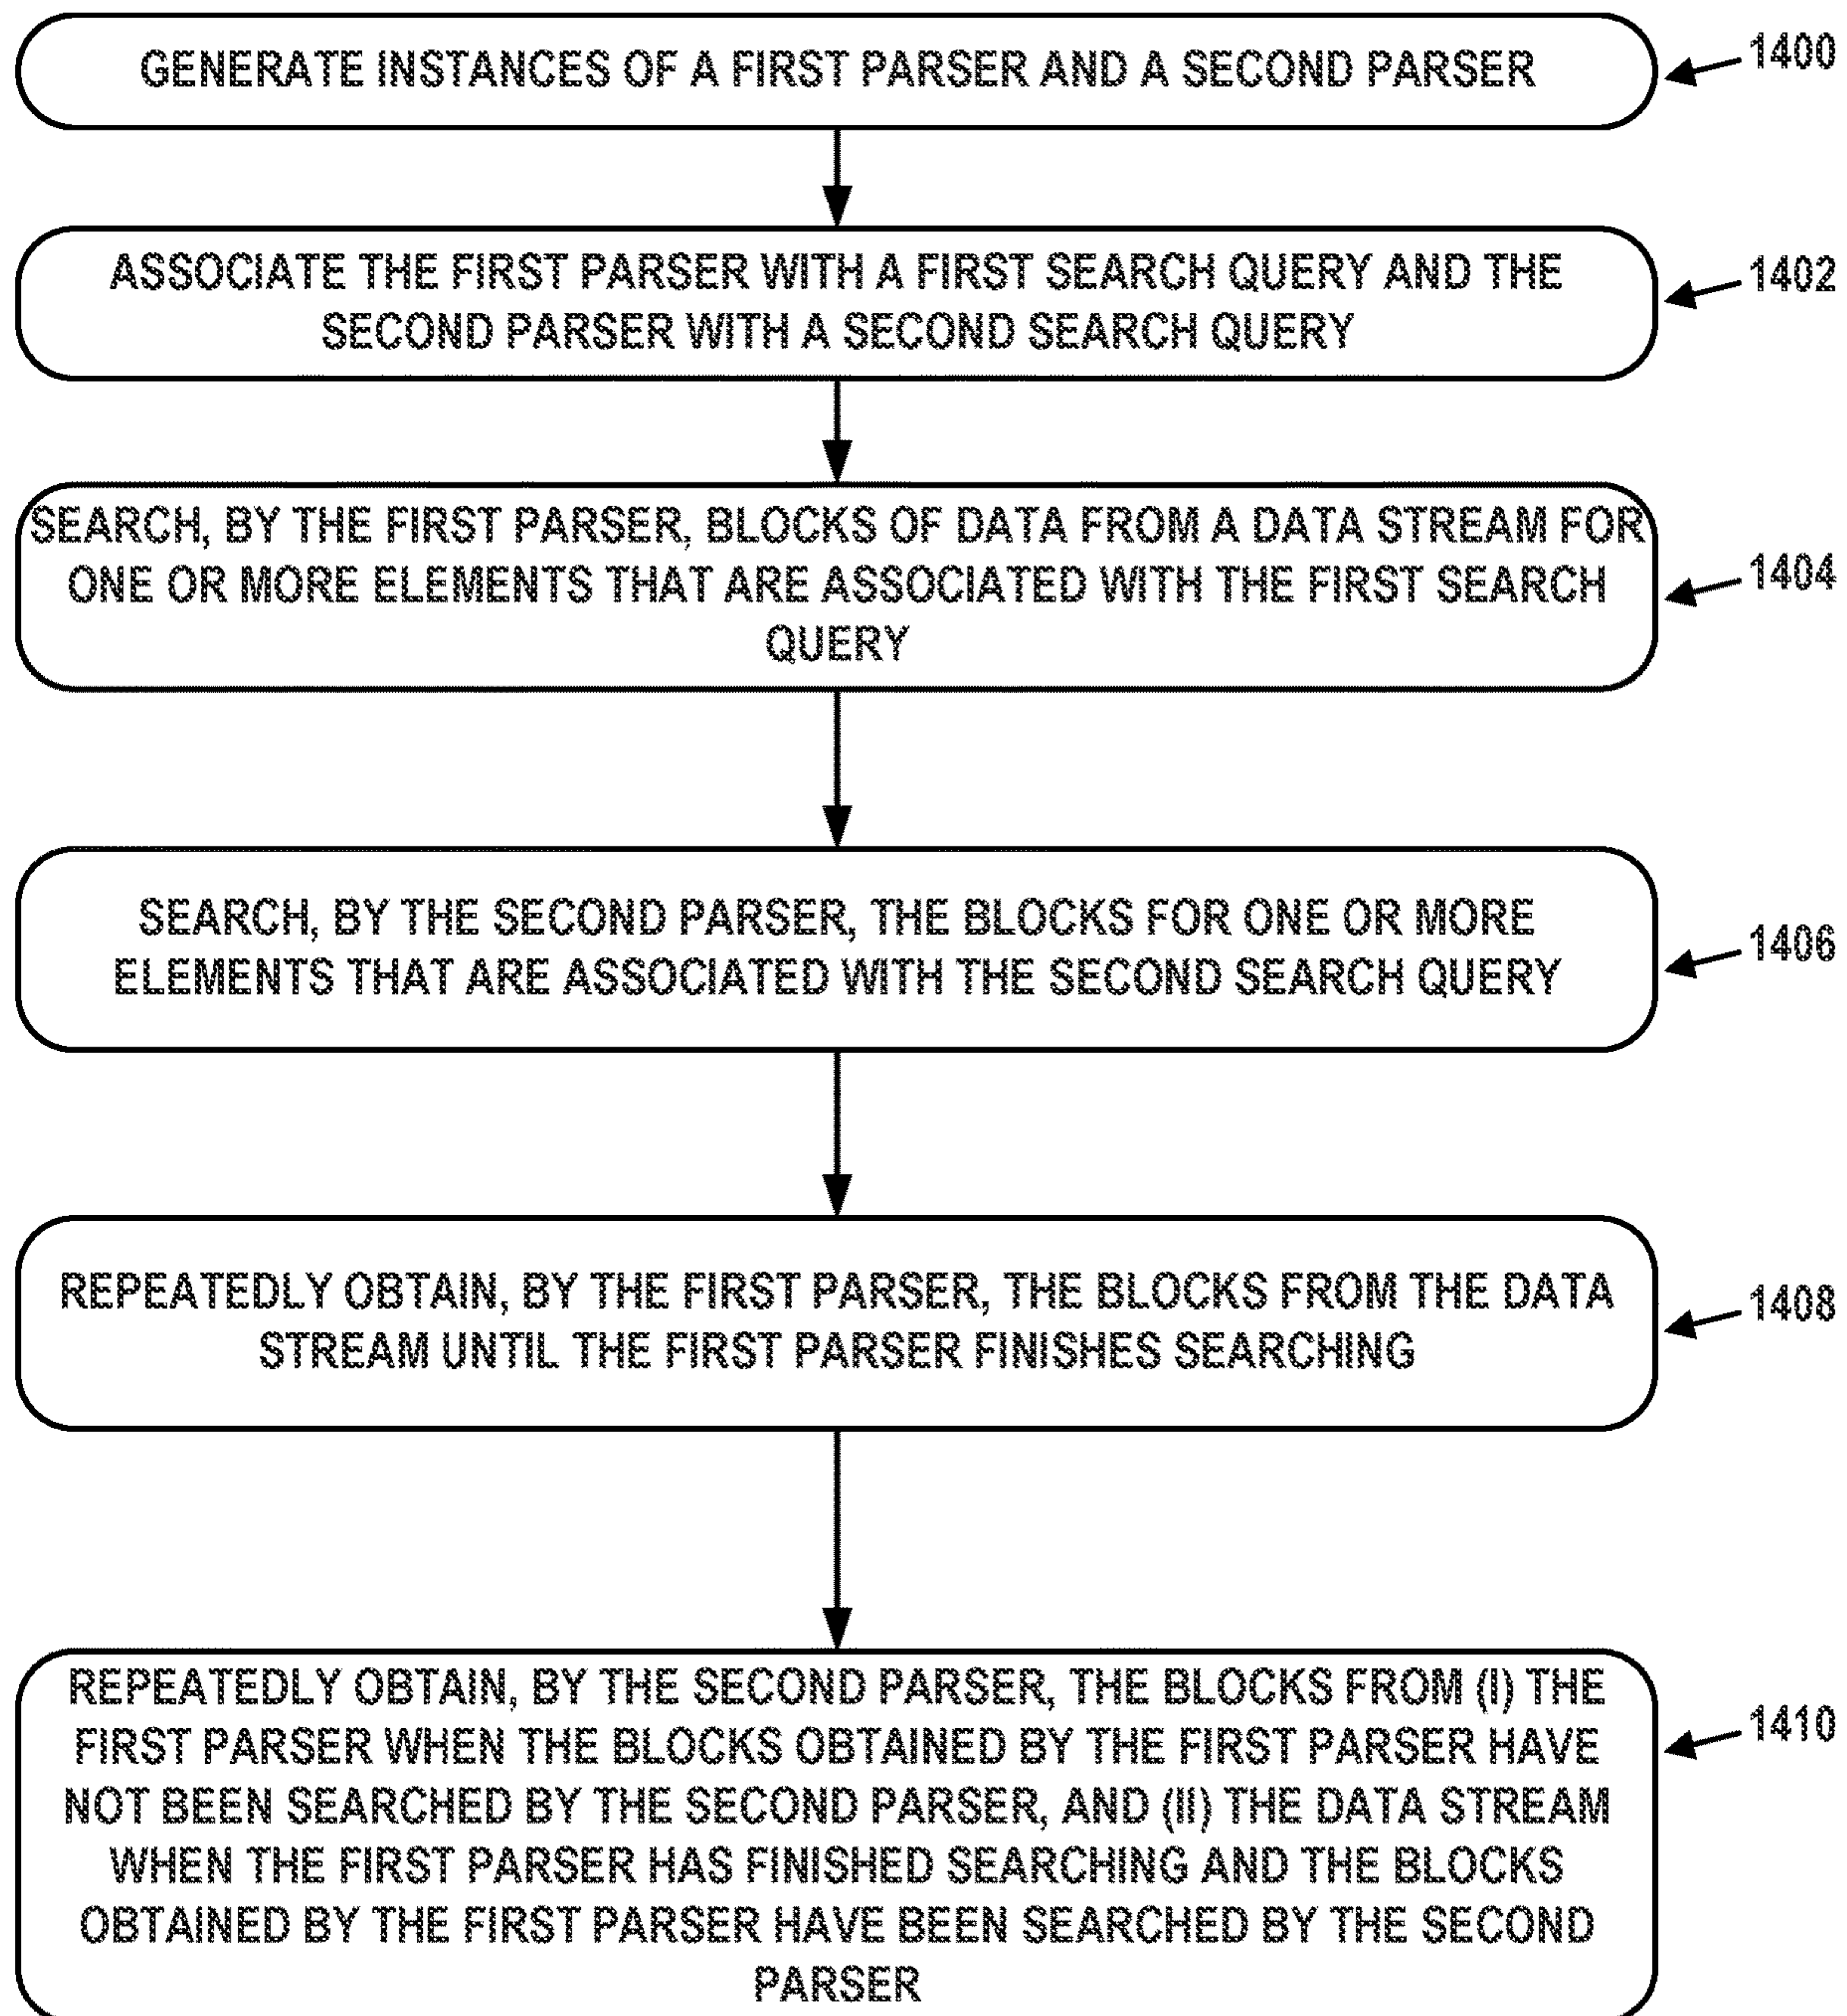 GENERATE INSTANCES OF A FIRST PARSER AND A SECOND PARSER
1400
ASSOCIATE THE FIRST PARSER WITH A FIRST SEARCH QUERY AND THE
SECOND PARSER WITH A SECOND SEARCH QUERY
1402
SEARCH, BY THE FIRST PARSER, BLOCKS OF DATA FROM A DATA STREAM FOR
ONE OR MORE ELEMENTS THAT ARE ASSOCIATED WITH THE FIRST SEARCH
QUERY
1404
SEARCH, BY THE SECOND PARSER, THE BLOCKS FOR ONE OR MORE
ELEMENTS THAT ARE ASSOCIATED WITH THE SECOND SEARCH QUERY
1406
REPEATEDLY OBTAIN, BY THE FIRST PARSER, THE BLOCKS FROM THE DATA
STREAM UNTIL THE FIRST PARSER FINISHES SEARCHING
1408
REPEATEDLY OBTAIN, BY THE SECOND PARSER, THE BLOCKS FROM (I) THE
FIRST PARSER WHEN THE BLOCKS OBTAINED BY THE FIRST PARSER HAVE
NOT BEEN SEARCHED BY THE SECOND PARSER, AND (II) THE DATA STREAM
WHEN THE FIRST PARSER HAS FINISHED SEARCHING AND THE BLOCKS
OBTAINED BY THE FIRST PARSER HAVE BEEN SEARCHED BY THE SECOND
PARSER
1410